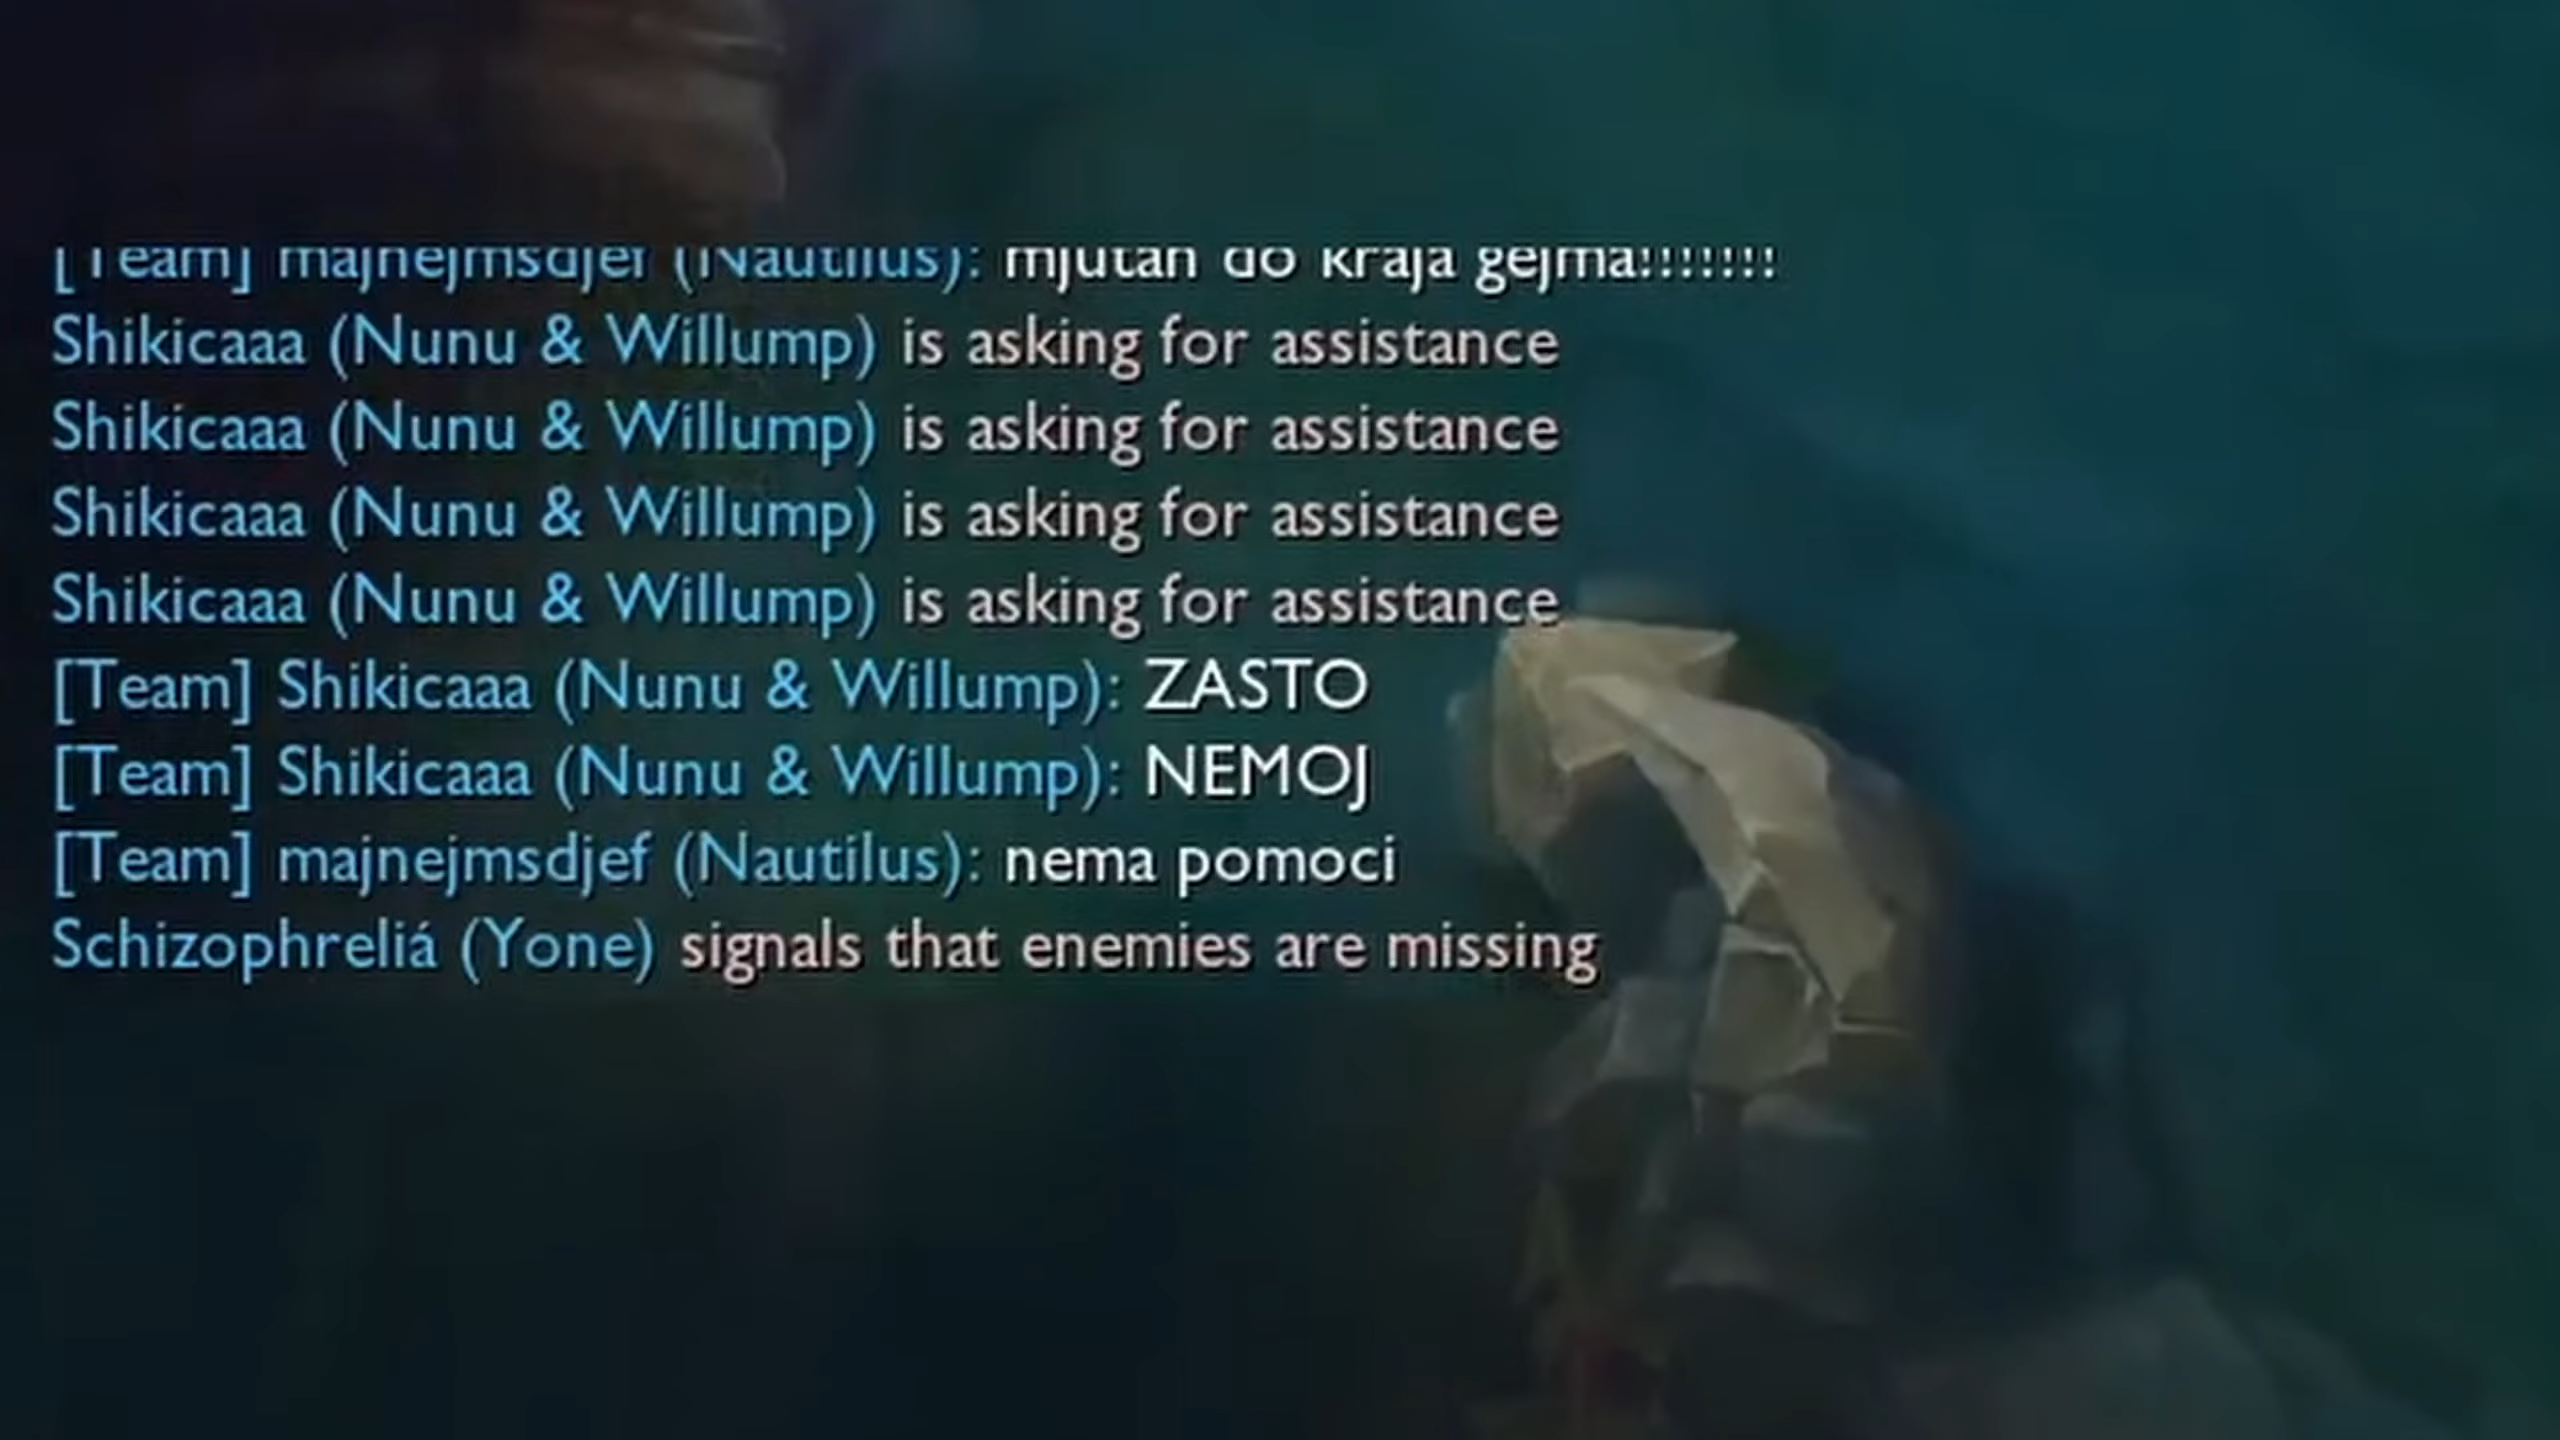 [Team] majnejmsdjef (Nautilus): mjutan do kraja gejma!!!!!!!
Shikicaaa (Nunu & Willump) is asking for assistance
Shikicaaa (Nunu & Willump) is asking for assistance
Shikicaaa (Nunu & Willump) is asking for assistance
Shikicaaa (Nunu & Willump) is asking for assistance
[Team] Shikicaaa (Nunu & Willump): ZASTO
[Team] Shikicaaa (Nunu & Willump): NEMOJ
[Team] majnejmsdjef (Nautilus): nema pomoci
Schizophreliá (Yone) signals that enemies are missing